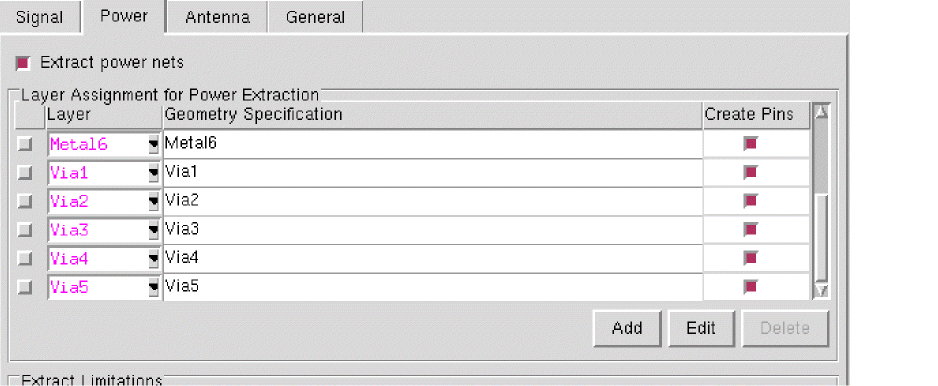 Signal Power Antenna General
Extract power nets
Layer Assignment for Power Extraction
Layer Geometry Specification Create Pins
Metal6 Metal6
Via1 Via1
Via2 Via2
Via3 Via3
Via4 Via4
Via5 Via5
Add Edit Delete
Extract Limitations